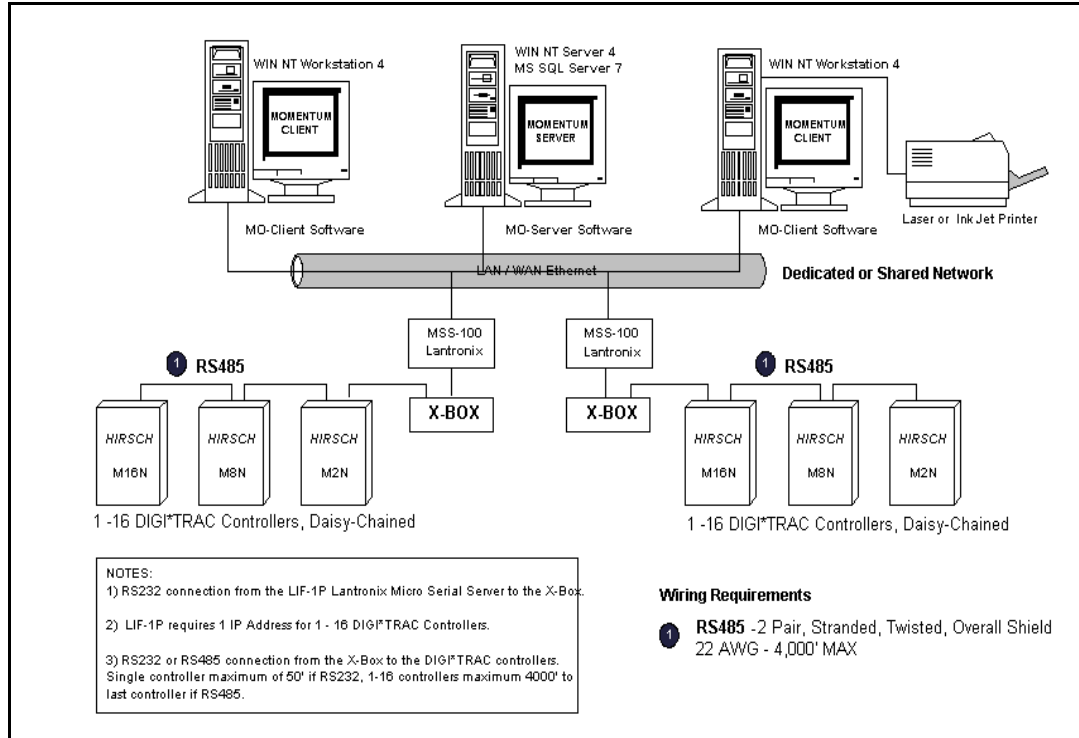 WIN NT Workstation 4
MOMENTUM
CLIENT
MO-Client Software
WIN NT Server 4
MS SQL Server 7
MOMENTUM
SERVER
MO-Server Software
WIN NT Workstation 4
MOMENTUM
CLIENT
MO-Client Software
Laser or Ink Jet Printer
LAN / WAN Ethernet
Dedicated or Shared Network
MSS-100
Lantronix
MSS-100
Lantronix
1 RS485
X-BOX
X-BOX
1 RS485
HIRSCH
M16N
HIRSCH
M8N
HIRSCH
M2N
HIRSCH
M16N
HIRSCH
M8N
HIRSCH
M2N
1 -16 DIGI*TRAC Controllers, Daisy-Chained
1 -16 DIGI*TRAC Controllers, Daisy-Chained
NOTES:
1) RS232 connection from the LIF-1P Lantronix Micro Serial Server to the X-Box.
2) LIF-1P requires 1 IP Address for 1 - 16 DIGI*TRAC Controllers.
3) RS232 or RS485 connection from the X-Box to the DIGI*TRAC controllers.
Single controller maximum of 50' if RS232, 1-16 controllers maximum 4000' to
last controller if RS485.
Wiring Requirements
1 RS485 -2 Pair, Stranded, Twisted, Overall Shield
22 AWG - 4,000' MAX